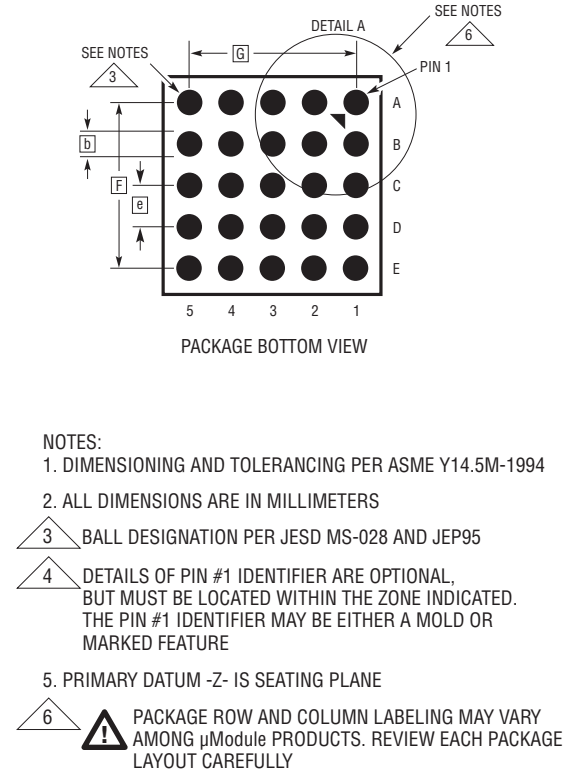 SEE NOTES
6
DETAIL A
SEE NOTES
3
G
PIN 1
A
b
B
F
C
e
D
E
5 4 3 2 1
PACKAGE BOTTOM VIEW
NOTES:
1. DIMENSIONING AND TOLERANCING PER ASME Y14.5M-1994
2. ALL DIMENSIONS ARE IN MILLIMETERS
3 BALL DESIGNATION PER JESD MS-028 AND JEP95
4 DETAILS OF PIN #1 IDENTIFIER ARE OPTIONAL,
BUT MUST BE LOCATED WITHIN THE ZONE INDICATED.
THE PIN #1 IDENTIFIER MAY BE EITHER A MOLD OR
MARKED FEATURE
5. PRIMARY DATUM -Z- IS SEATING PLANE
6 ! PACKAGE ROW AND COLUMN LABELING MAY VARY
AMONG µModule PRODUCTS. REVIEW EACH PACKAGE
LAYOUT CAREFULLY